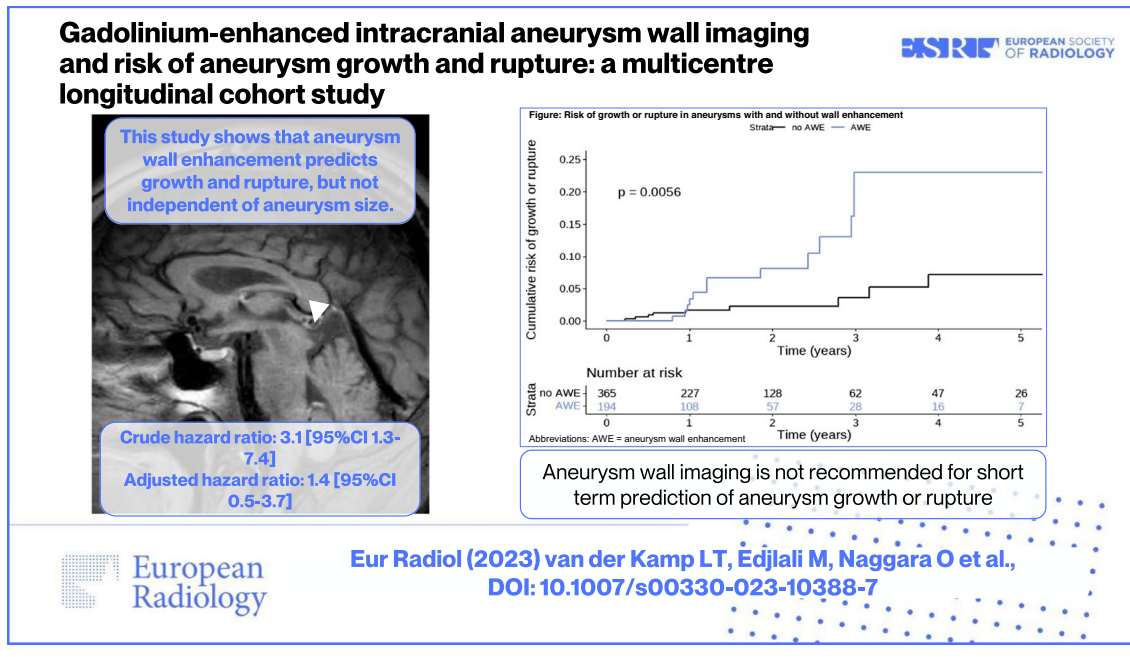 Gadolinium-enhanced intracranial aneurysm wall imaging
and risk of aneurysm growth and rupture: a multicentre
longitudinal cohort study
ESR
EUROPEAN SOCIETY
OF RADIOLOGY
This study shows that aneurysm
wall enhancement predicts
growth and rupture, but not
independent of aneurysm size.
Crude hazard ratio: 3.1 [95%CI 1.3-
7.4]
Adjusted hazard ratio: 1.4 [95%CI
0.5-3.7]
Figure: Risk of growth or rupture in aneurysms with and without wall enhancement
Strata no AWE AWE
Cumulative risk of growth or rupture
0.25
0.20
0.15
0.10
0.05
0.00
p = 0.0056
0 1 2 3 4 5
Time (years)
Number at risk
Strata
no AWE 365 227 128 62 47 26
AWE 194 108 57 28 16 7
0 1 2 3 4 5
Time (years)
Abbreviations: AWE = aneurysm wall enhancement
Aneurysm wall imaging is not recommended for short
term prediction of aneurysm growth or rupture
European
Radiology
Eur Radiol (2023) van der Kamp LT, Edjlali M, Naggara O et al.,
DOI: 10.1007/s00330-023-10388-7